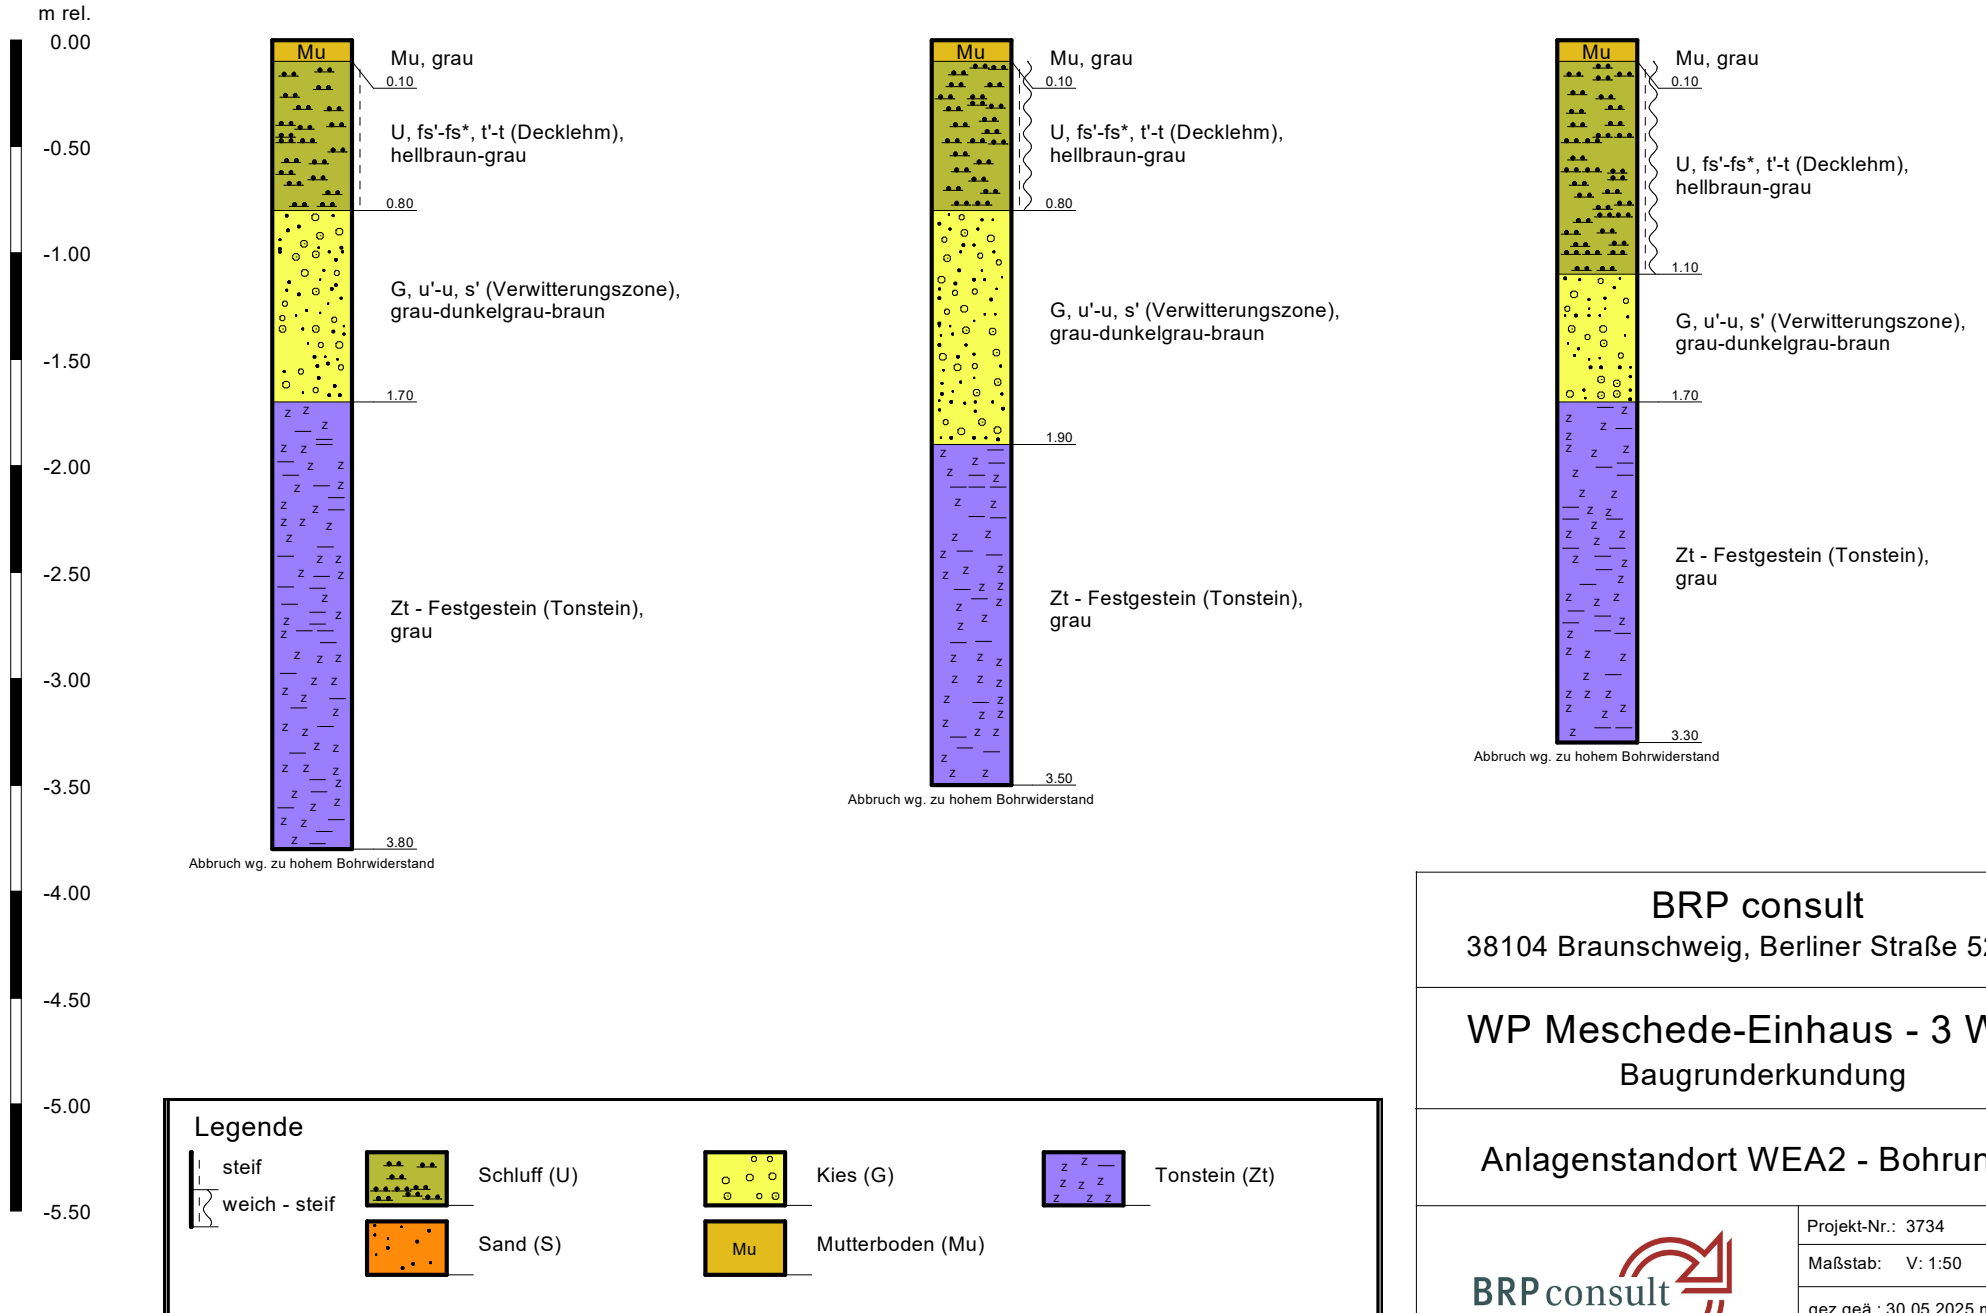 m rel.
0.00
-0.50
-1.00
-1.50
-2.00
-2.50
-3.00
-3.50
-4.00
-4.50
-5.00
-5.50
Mu
Mu, grau
0.10
U, fs'-fs*, t'-t (Decklehm),
hellbraun-grau
0.80
G, u'-u, s' (Verwitterungszone),
grau-dunkelgrau-braun
1.70
Zt - Festgestein (Tonstein),
grau
3.80
Abbruch wg. zu hohem Bohrwiderstand
Mu
Mu, grau
0.10
U, fs'-fs*, t'-t (Decklehm),
hellbraun-grau
0.80
G, u'-u, s' (Verwitterungszone),
grau-dunkelgrau-braun
1.90
Zt - Festgestein (Tonstein),
grau
3.50
Abbruch wg. zu hohem Bohrwiderstand
Mu
Mu, grau
0.10
U, fs'-fs*, t'-t (Decklehm),
hellbraun-grau
1.10
G, u'-u, s' (Verwitterungszone),
grau-dunkelgrau-braun
1.70
Zt - Festgestein (Tonstein),
grau
3.30
Abbruch wg. zu hohem Bohrwiderstand
Legende
steif
weich - steif
Schluff (U)
Kies (G)
Tonstein (Zt)
Sand (S)
Mu
Mutterboden (Mu)
BRP consult
38104 Braunschweig, Berliner Straße
WP Meschede-Einhaus - 3
Baugrunderkundung
Anlagenstandort WEA2 -
BRP consult
Projekt-Nr.: 3734
Maßstab: V: 1:50
gez.geä.: 30.05.2025